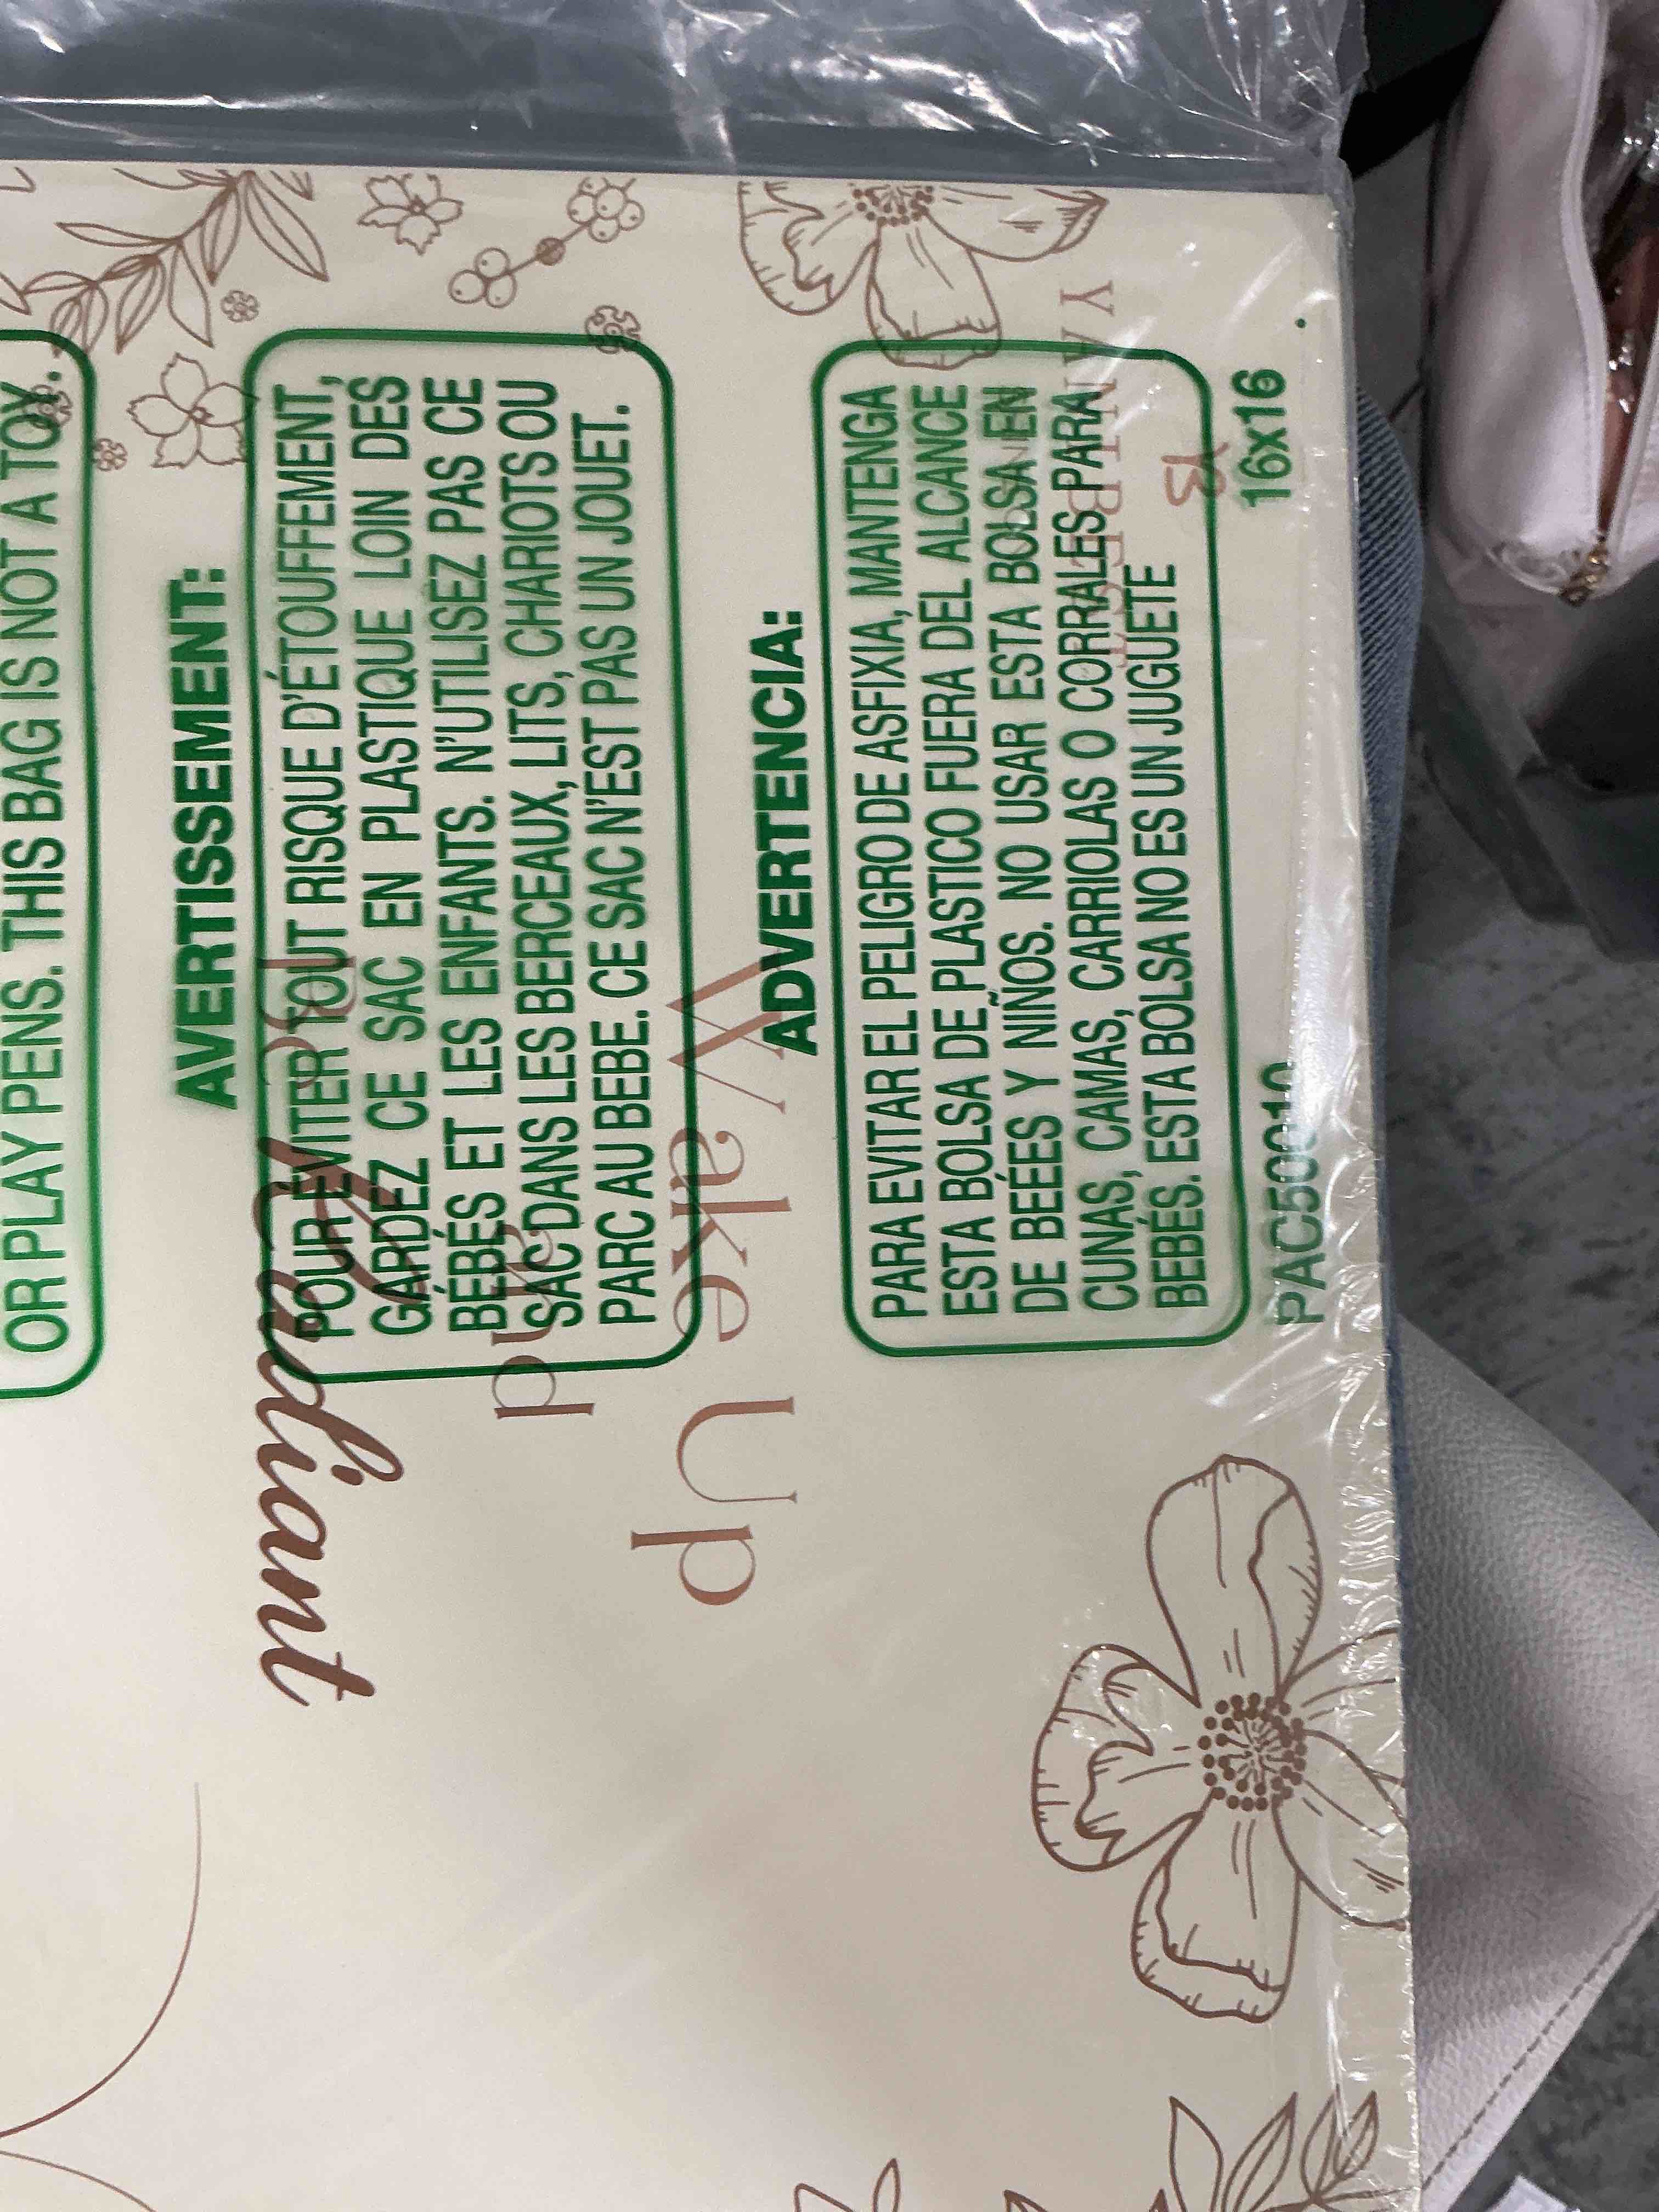 OR PLAY PENS. THIS BAG IS NOT A TOY.
AVERTISSEMENT:
POUR ÉVITER TOUT RISQUE D'ÉTOUFFEMENT,
GARDEZ CE SAC EN PLASTIQUE LOIN DES
BÉBÉS ET LES ENFANTS. N'UTILISEZ PAS CE
SAC DANS LES BERCEAUX, LITS, CHARIOTS OU
PARC AU BEBE. CE SAC N'EST PAS UN JOUET.
ADVERTENCIA:
PARA EVITAR EL PELIGRO DE ASFIXIA, MANTENGA
ESTA BOLSA DE PLASTICO FUERA DEL ALCANCE
DE BEÉES Y NIÑOS. NO USAR ESTA BOLSA EN
CUNAS, CAMAS, CARRIOLAS O CORRALES PARA
BEBÉS. ESTA BOLSA NO ES UN JUGUETE
16x16
YB
Wake Up
and
Be
Radiant